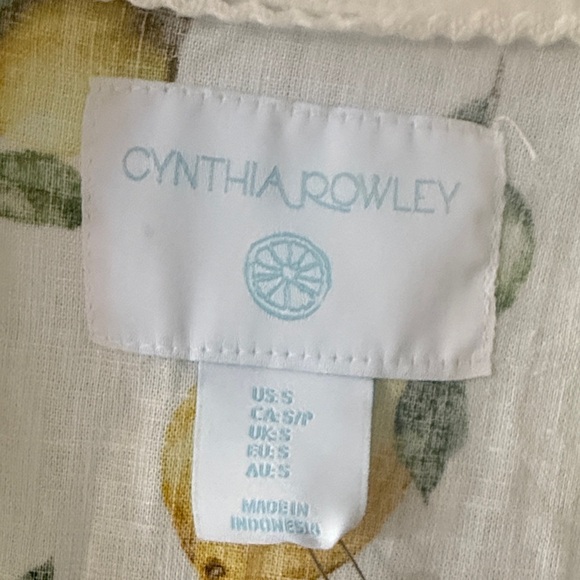 CYNTHIA ROWLEY
US:S
CA:S/P
UK:S
EU:S
AU:S
MADE IN
INDONESIA